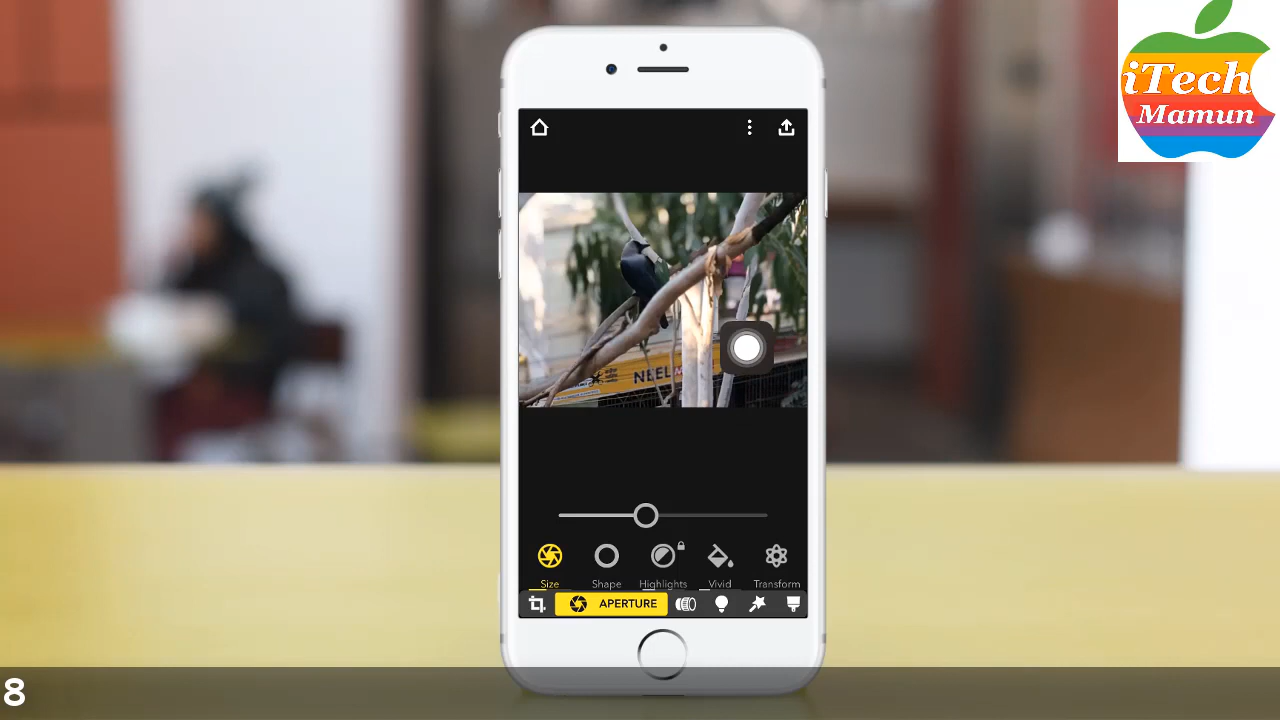 iTech
Mamun
NEEL
Size
Shape
Highlights
Vivid
Transform
APERTURE
8